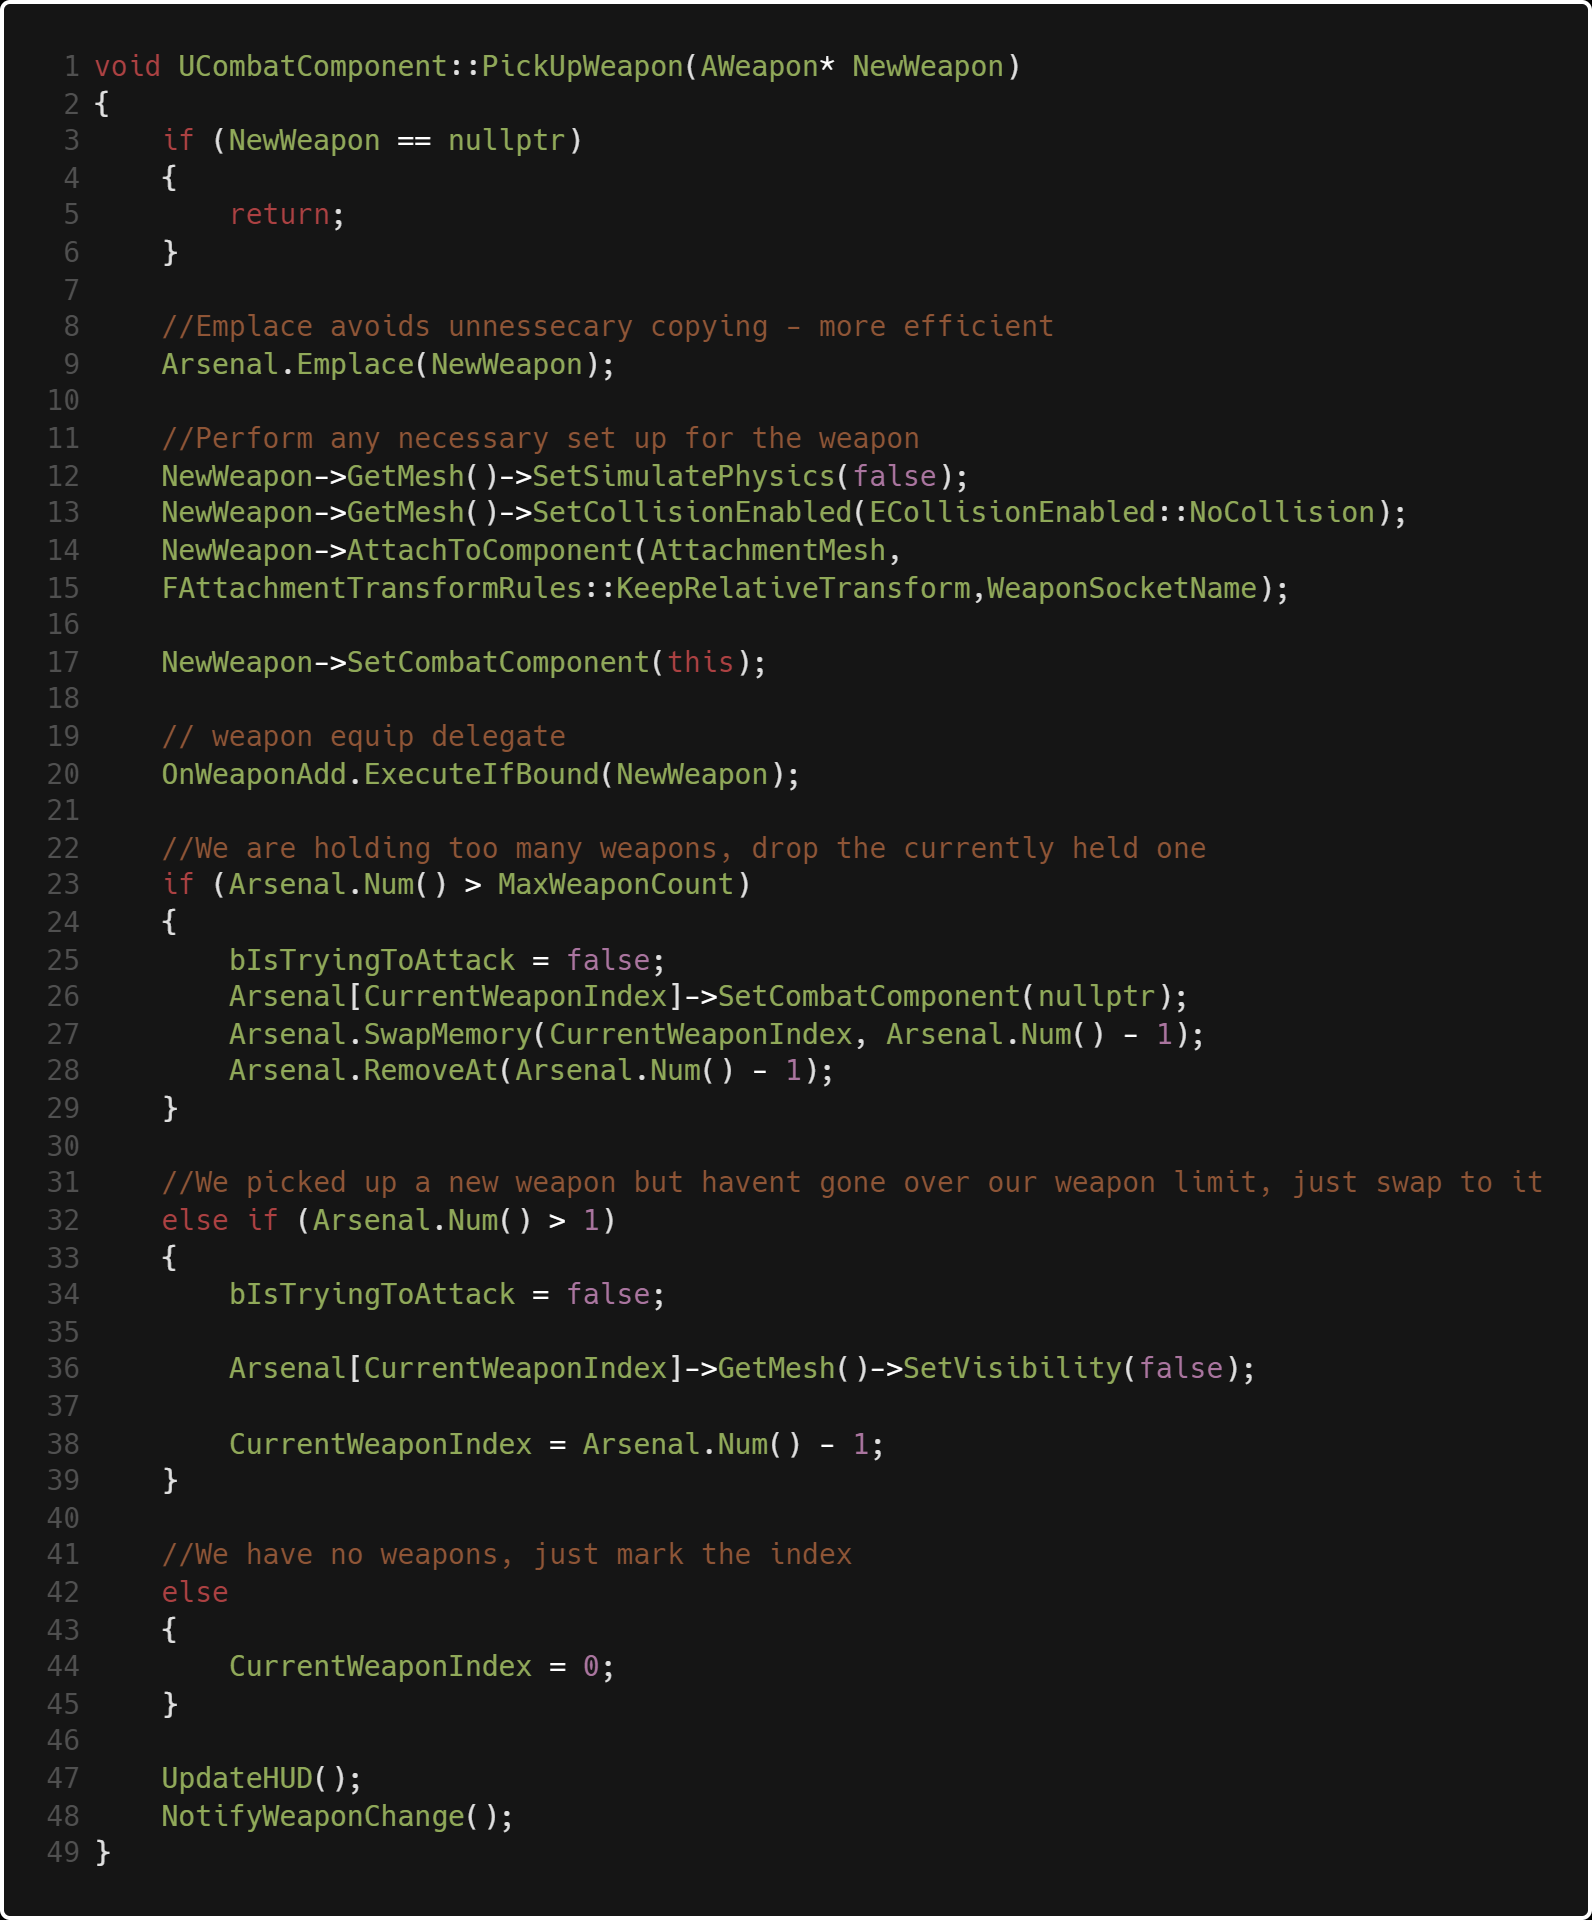 1 void UCombatComponent::PickUpWeapon(AWeapon* NewWeapon)
2 {
3     if (NewWeapon == nullptr)
4     {
5         return;
6     }
7
8     //Emplace avoids unnessecary copying - more efficient
9     Arsenal.Emplace(NewWeapon);
10
11     //Perform any necessary set up for the weapon
12     NewWeapon->GetMesh()->SetSimulatePhysics(false);
13     NewWeapon->GetMesh()->SetCollisionEnabled(ECollisionEnabled::NoCollision);
14     NewWeapon->AttachToComponent(AttachmentMesh,
15     FAttachmentTransformRules::KeepRelativeTransform,WeaponSocketName);
16
17     NewWeapon->SetCombatComponent(this);
18
19     // weapon equip delegate
20     OnWeaponAdd.ExecuteIfBound(NewWeapon);
21
22     //We are holding too many weapons, drop the currently held one
23     if (Arsenal.Num() > MaxWeaponCount)
24     {
25         bIsTryingToAttack = false;
26         Arsenal[CurrentWeaponIndex]->SetCombatComponent(nullptr);
27         Arsenal.SwapMemory(CurrentWeaponIndex, Arsenal.Num() - 1);
28         Arsenal.RemoveAt(Arsenal.Num() - 1);
29     }
30
31     //We picked up a new weapon but havent gone over our weapon limit, just swap to it
32     else if (Arsenal.Num() > 1)
33     {
34         bIsTryingToAttack = false;
35
36         Arsenal[CurrentWeaponIndex]->GetMesh()->SetVisibility(false);
37
38         CurrentWeaponIndex = Arsenal.Num() - 1;
39     }
40
41     //We have no weapons, just mark the index
42     else
43     {
44         CurrentWeaponIndex = 0;
45     }
46
47     UpdateHUD();
48     NotifyWeaponChange();
49 }